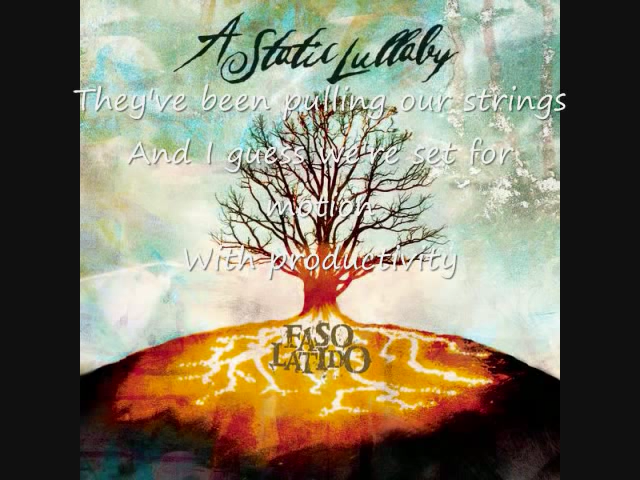 A Static Lullaby
They've been pulling our strings
And I guess we're set for
motion
With productivity
FASO
LATIDO